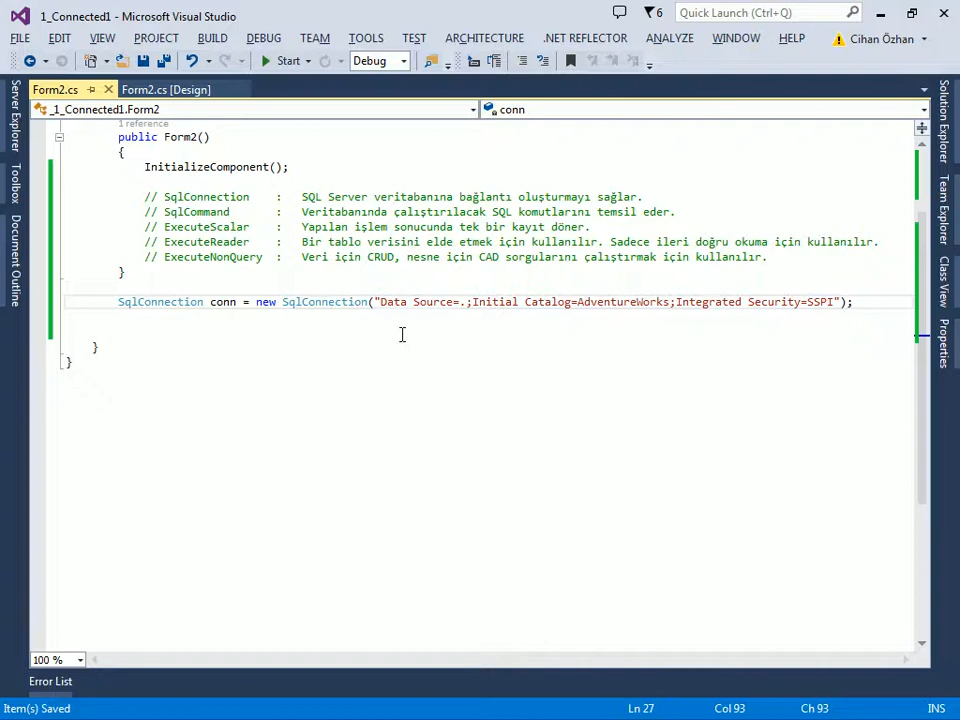 1_Connected1 - Microsoft Visual Studio
6
Quick Launch (Ctrl+Q)
FILE EDIT VIEW PROJECT BUILD DEBUG TEAM TOOLS TEST ARCHITECTURE .NET REFLECTOR ANALYZE WINDOW HELP Cihan Özhan
Start Debug
Form2.cs Form2.cs [Design]
_1_Connected1.Form2 conn
1 reference
public Form2()
{
InitializeComponent();
// SqlConnection : SQL Server veritabanına bağlantı oluşturmayı sağlar.
// SqlCommand : Veritabanında çalıştırılacak SQL komutlarını temsil eder.
// ExecuteScalar : Yapılan işlem sonucunda tek bir kayıt döner.
// ExecuteReader : Bir tablo verisini elde etmek için kullanılır. Sadece ileri doğru okuma için kullanılır.
// ExecuteNonQuery : Veri için CRUD, nesne için CAD sorgularını çalıştırmak için kullanılır.
}
SqlConnection conn = new SqlConnection("Data Source=.;Initial Catalog=AdventureWorks;Integrated Security=SSPI");
}
}
Server Explorer
Toolbox
Document Outline
Solution Explorer
Team Explorer
Class View
Properties
100 %
Error List
Item(s) Saved Ln 27 Col 93 Ch 93 INS